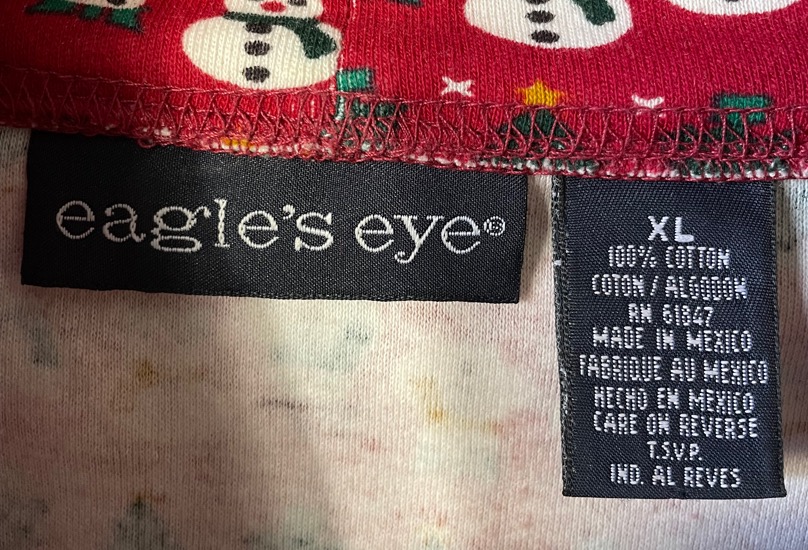 eagle's eye®
XL
100% COTTON
COTON / ALGODON
RN 61847
MADE IN MEXICO
FABRIQUE AU MEXICO
HECHO EN MEXICO
CARE ON REVERSE
T.S.V.P.
IND. AL REVES